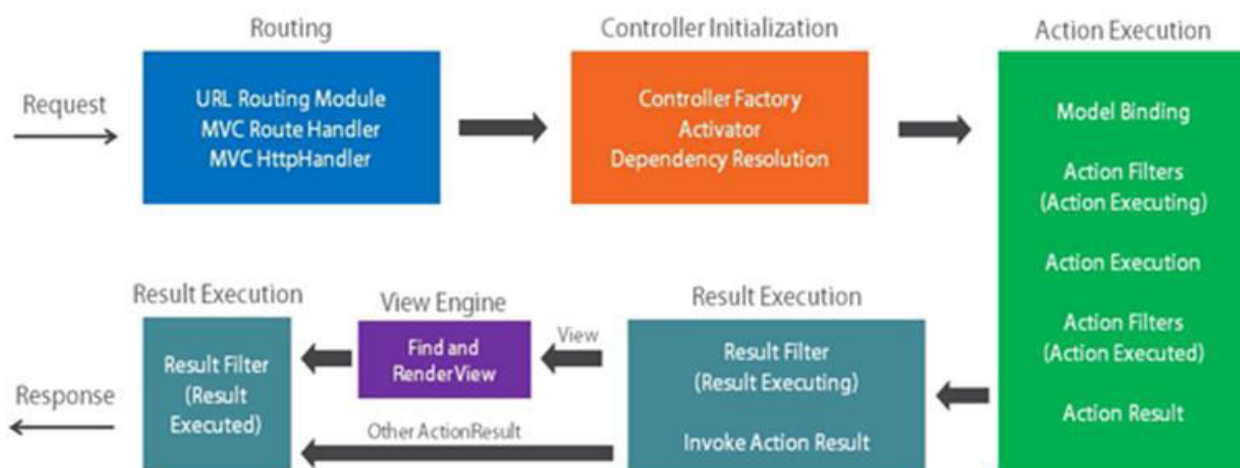 Routing
Controller Initialization
Action Execution
Request
URL Routing Module
MVC Route Handler
MVC HttpHandler
Controller Factory
Activator
Dependency Resolution
Model Binding
Action Filters
(Action Executing)
Action Execution
Action Filters
(Action Executed)
Action Result
Result Execution
View Engine
Result Execution
Result Filter
(Result Executing)
Invoke Action Result
View
Find and
Render View
Other ActionResult
Result Filter
(Result
Executed)
Response